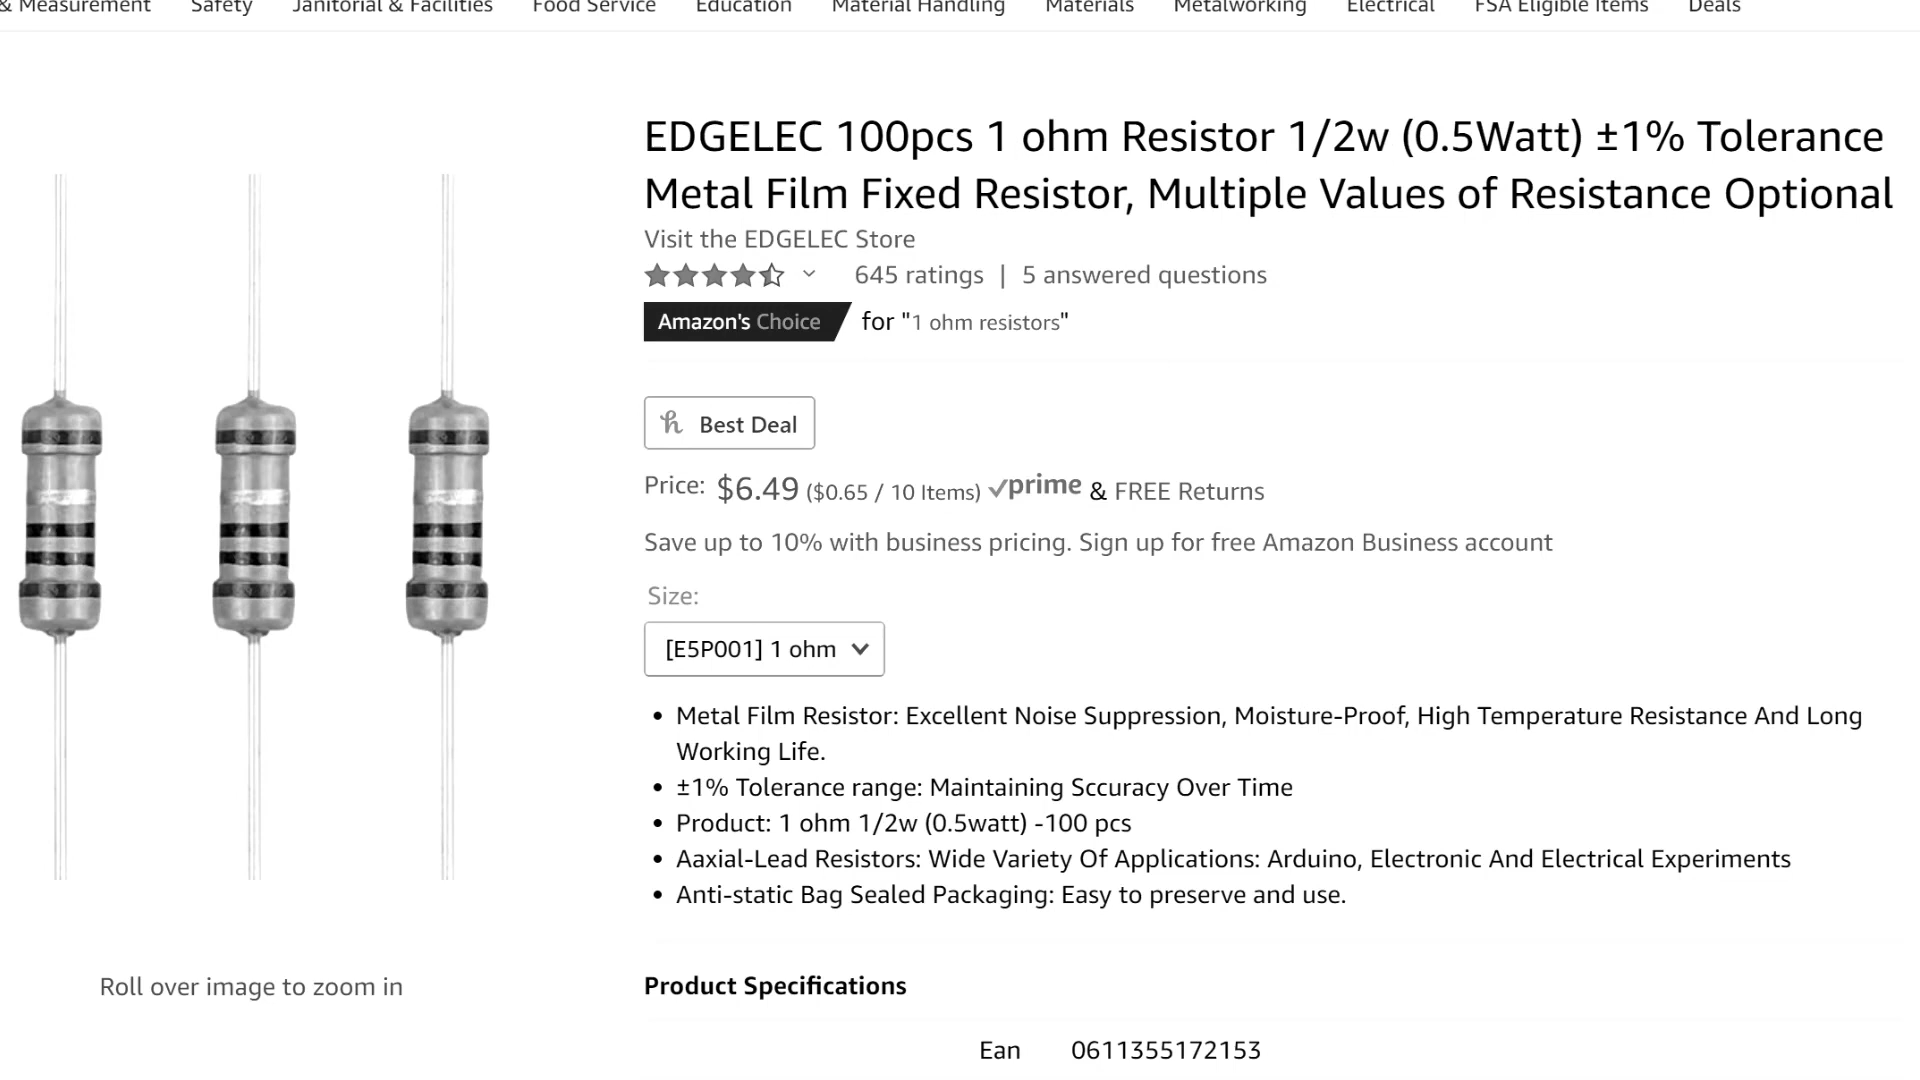 & Measurement Safety Janitorial & Facilities Food Service Education Material Handling Materials Metalworking Electrical FSA Eligible Items Deals
EDGELEC 100pcs 1 ohm Resistor 1/2w (0.5Watt) ±1% Tolerance
Metal Film Fixed Resistor, Multiple Values of Resistance Optional
Visit the EDGELEC Store
645 ratings | 5 answered questions
Amazon's Choice for "1 ohm resistors"
Best Deal
Price: $6.49 ($0.65 / 10 Items) prime & FREE Returns
Save up to 10% with business pricing. Sign up for free Amazon Business account
Size:
[E5P001] 1 ohm
• Metal Film Resistor: Excellent Noise Suppression, Moisture-Proof, High Temperature Resistance And Long
Working Life.
• ±1% Tolerance range: Maintaining Sccuracy Over Time
• Product: 1 ohm 1/2w (0.5watt) -100 pcs
• Aaxial-Lead Resistors: Wide Variety Of Applications: Arduino, Electronic And Electrical Experiments
• Anti-static Bag Sealed Packaging: Easy to preserve and use.
Roll over image to zoom in
Product Specifications
Ean 0611355172153